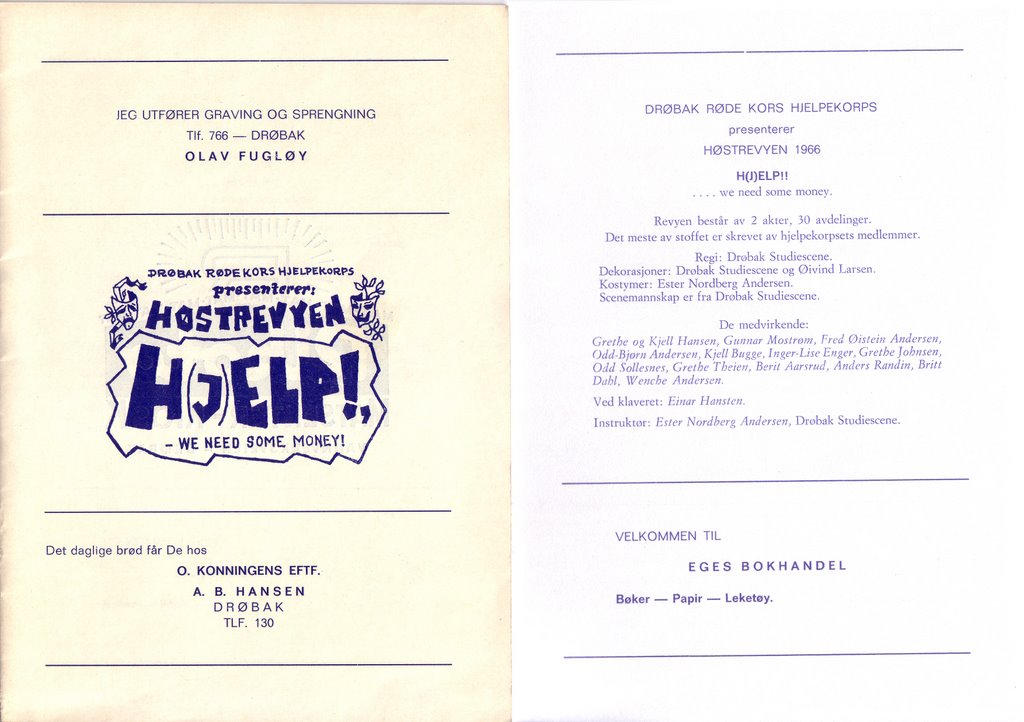 JEG UTFØRER GRAVING OG SPRENGNING
Tlf. 766 — DRØBAK
OLAV FUGLØY
DRØBAK RØDE KORS HJELPEKORPS
presenterer:
HØSTREVYEN
H(J)ELP!,
- WE NEED SOME MONEY!
Det daglige brød får De hos
O. KONNINGENS EFTF.
A. B. HANSEN
DRØBAK
TLF. 130
DRØBAK RØDE KORS HJELPEKORPS
presenterer
HØSTREVYEN 1966
H(J)ELP!!
.... we need some money.
Revyen består av 2 akter, 30 avdelinger.
Det meste av stoffet er skrevet av hjelpekorpsets medlemmer.
Regi: Drøbak Studiescene.
Dekorasjoner: Drøbak Studiescene og Øivind Larsen.
Kostymer: Ester Nordberg Andersen.
Scenemannskap er fra Drøbak Studiescene.
De medvirkende:
Grethe og Kjell Hansen, Gunnar Mostrøm, Fred Øistein Andersen,
Odd-Bjørn Andersen, Kjell Bugge, Inger-Lise Enger, Grethe Johnsen,
Odd Sollesnes, Grethe Theien, Berit Aarsrud, Anders Randin, Britt
Dahl, Wenche Andersen.
Ved klaveret: Einar Hansten.
Instruktør: Ester Nordberg Andersen, Drøbak Studiescene.
VELKOMMEN TIL
EGES BOKHANDEL
Bøker — Papir — Leketøy.